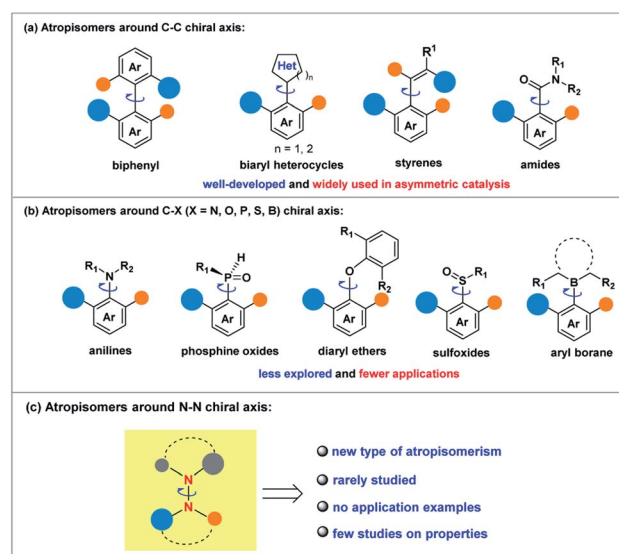 (a) Atropisomers around C-C chiral axis:
Ar
Ar
biphenyl
Het
( )n
Ar
n = 1, 2
biaryl heterocycles
R1
Ar
styrenes
O
N
R1
R2
Ar
amides
well-developed and widely used in asymmetric catalysis
(b) Atropisomers around C-X (X = N, O, P, S, B) chiral axis:
R1
N
R2
Ar
anilines
H
R1
P
O
Ar
phosphine oxides
R1
O
R2
Ar
diaryl ethers
O
S
R1
Ar
sulfoxides
R1
B
R2
Ar
aryl borane
less explored and fewer applications
(c) Atropisomers around N-N chiral axis:
N
N
new type of atropisomerism
rarely studied
no application examples
few studies on properties